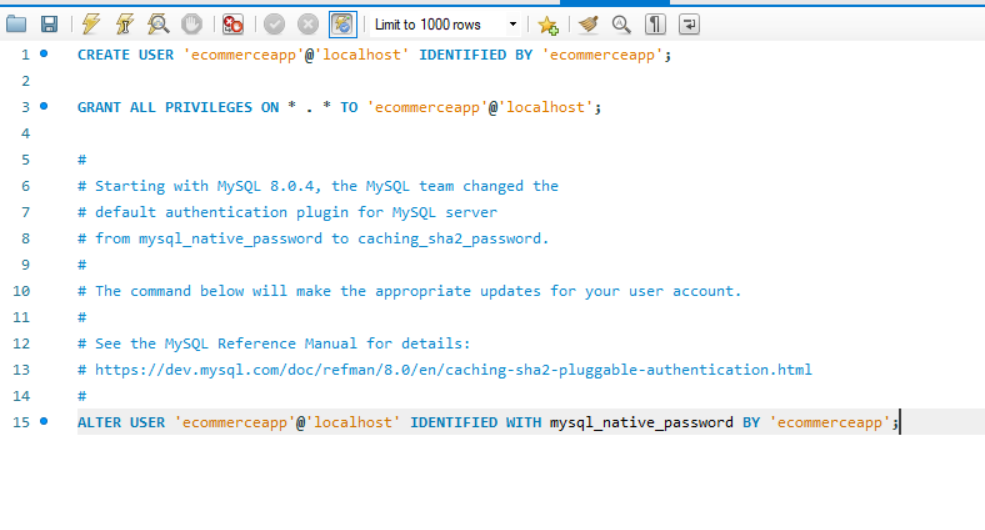 Limit to 1000 rows
1 CREATE USER 'ecommerceapp'@'localhost' IDENTIFIED BY 'ecommerceapp';
2
3 GRANT ALL PRIVILEGES ON * . * TO 'ecommerceapp'@'localhost';
4
5 #
6 # Starting with MySQL 8.0.4, the MySQL team changed the
7 # default authentication plugin for MySQL server
8 # from mysql_native_password to caching_sha2_password.
9 #
10 # The command below will make the appropriate updates for your user account.
11 #
12 # See the MySQL Reference Manual for details:
13 # https://dev.mysql.com/doc/refman/8.0/en/caching-sha2-pluggable-authentication.html
14 #
15 ALTER USER 'ecommerceapp'@'localhost' IDENTIFIED WITH mysql_native_password BY 'ecommerceapp';